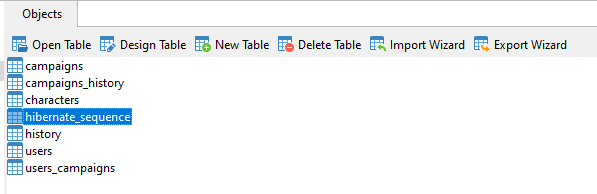 Objects
Open Table Design Table New Table Delete Table Import Wizard Export Wizard
campaigns
campaigns_history
characters
hibernate_sequence
history
users
users_campaigns